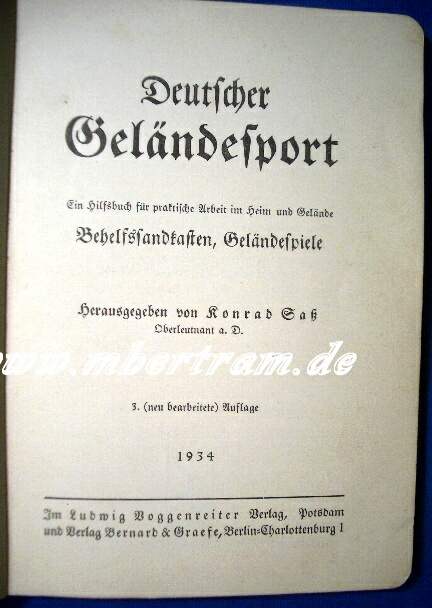 Deutscher
Geländesport
Ein Hilfsbuch für praktische Arbeit im Heim und Gelände
Behelfssandkasten, Geländespiele
Herausgegeben von Konrad Saß
Oberleutnant a. D.
www.mbertram.de
3. (neu bearbeitete) Auflage
1934
Im Ludwig Voggenreiter Verlag, Potsdam
und Verlag Bernard & Graefe, Berlin-Charlottenburg 1